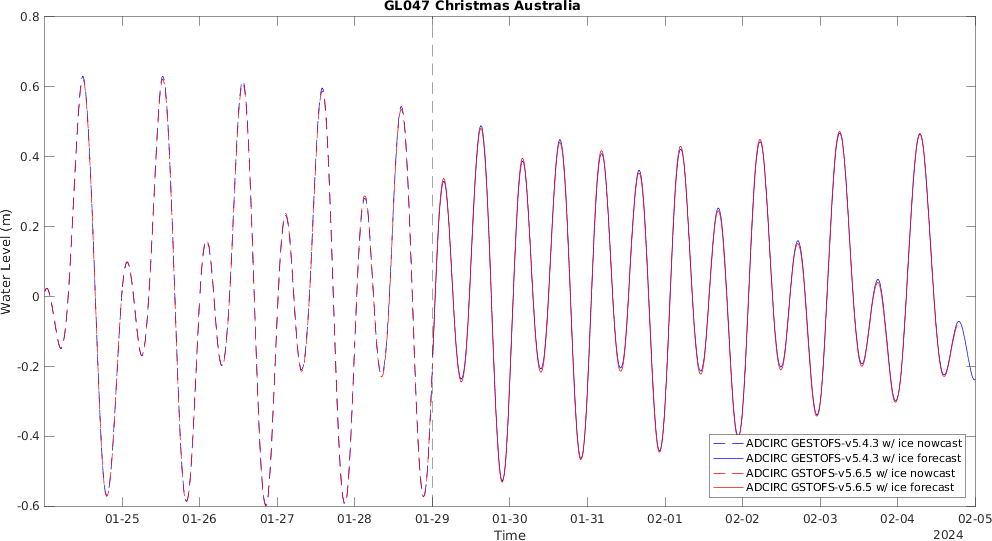 GL047 Christmas Australia
0.8
0.6
0.4
0.2
0
-0.2
-0.4
-0.6
Water Level (m)
ADCIRC GESTOFS-v5.4.3 w/ ice nowcast
ADCIRC GESTOFS-v5.4.3 w/ ice forecast
ADCIRC GSTOFS-v5.6.5 w/ ice nowcast
ADCIRC GSTOFS-v5.6.5 w/ ice forecast
01-25 01-26 01-27 01-28 01-29 01-30 01-31 02-01 02-02 02-03 02-04 02-05
Time
2024